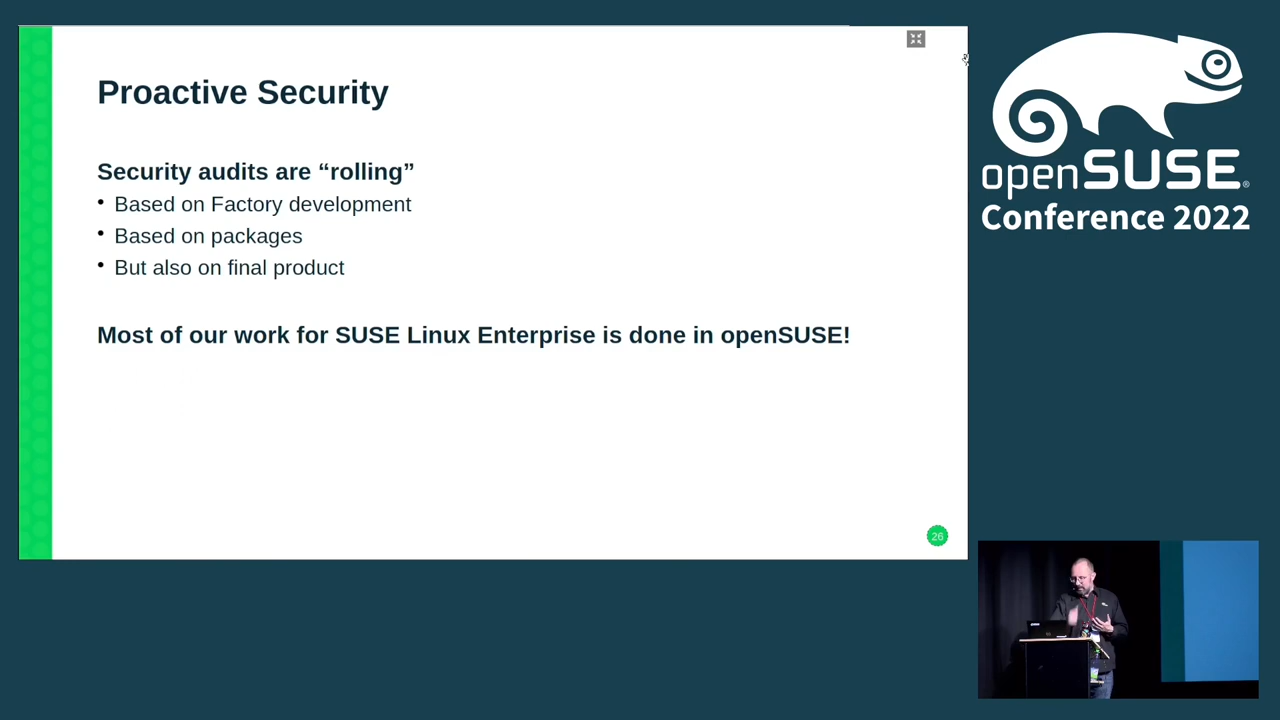 Proactive Security
Security audits are “rolling”
• Based on Factory development
• Based on packages
• But also on final product
Most of our work for SUSE Linux Enterprise is done in openSUSE!
26
openSUSE®
Conference 2022